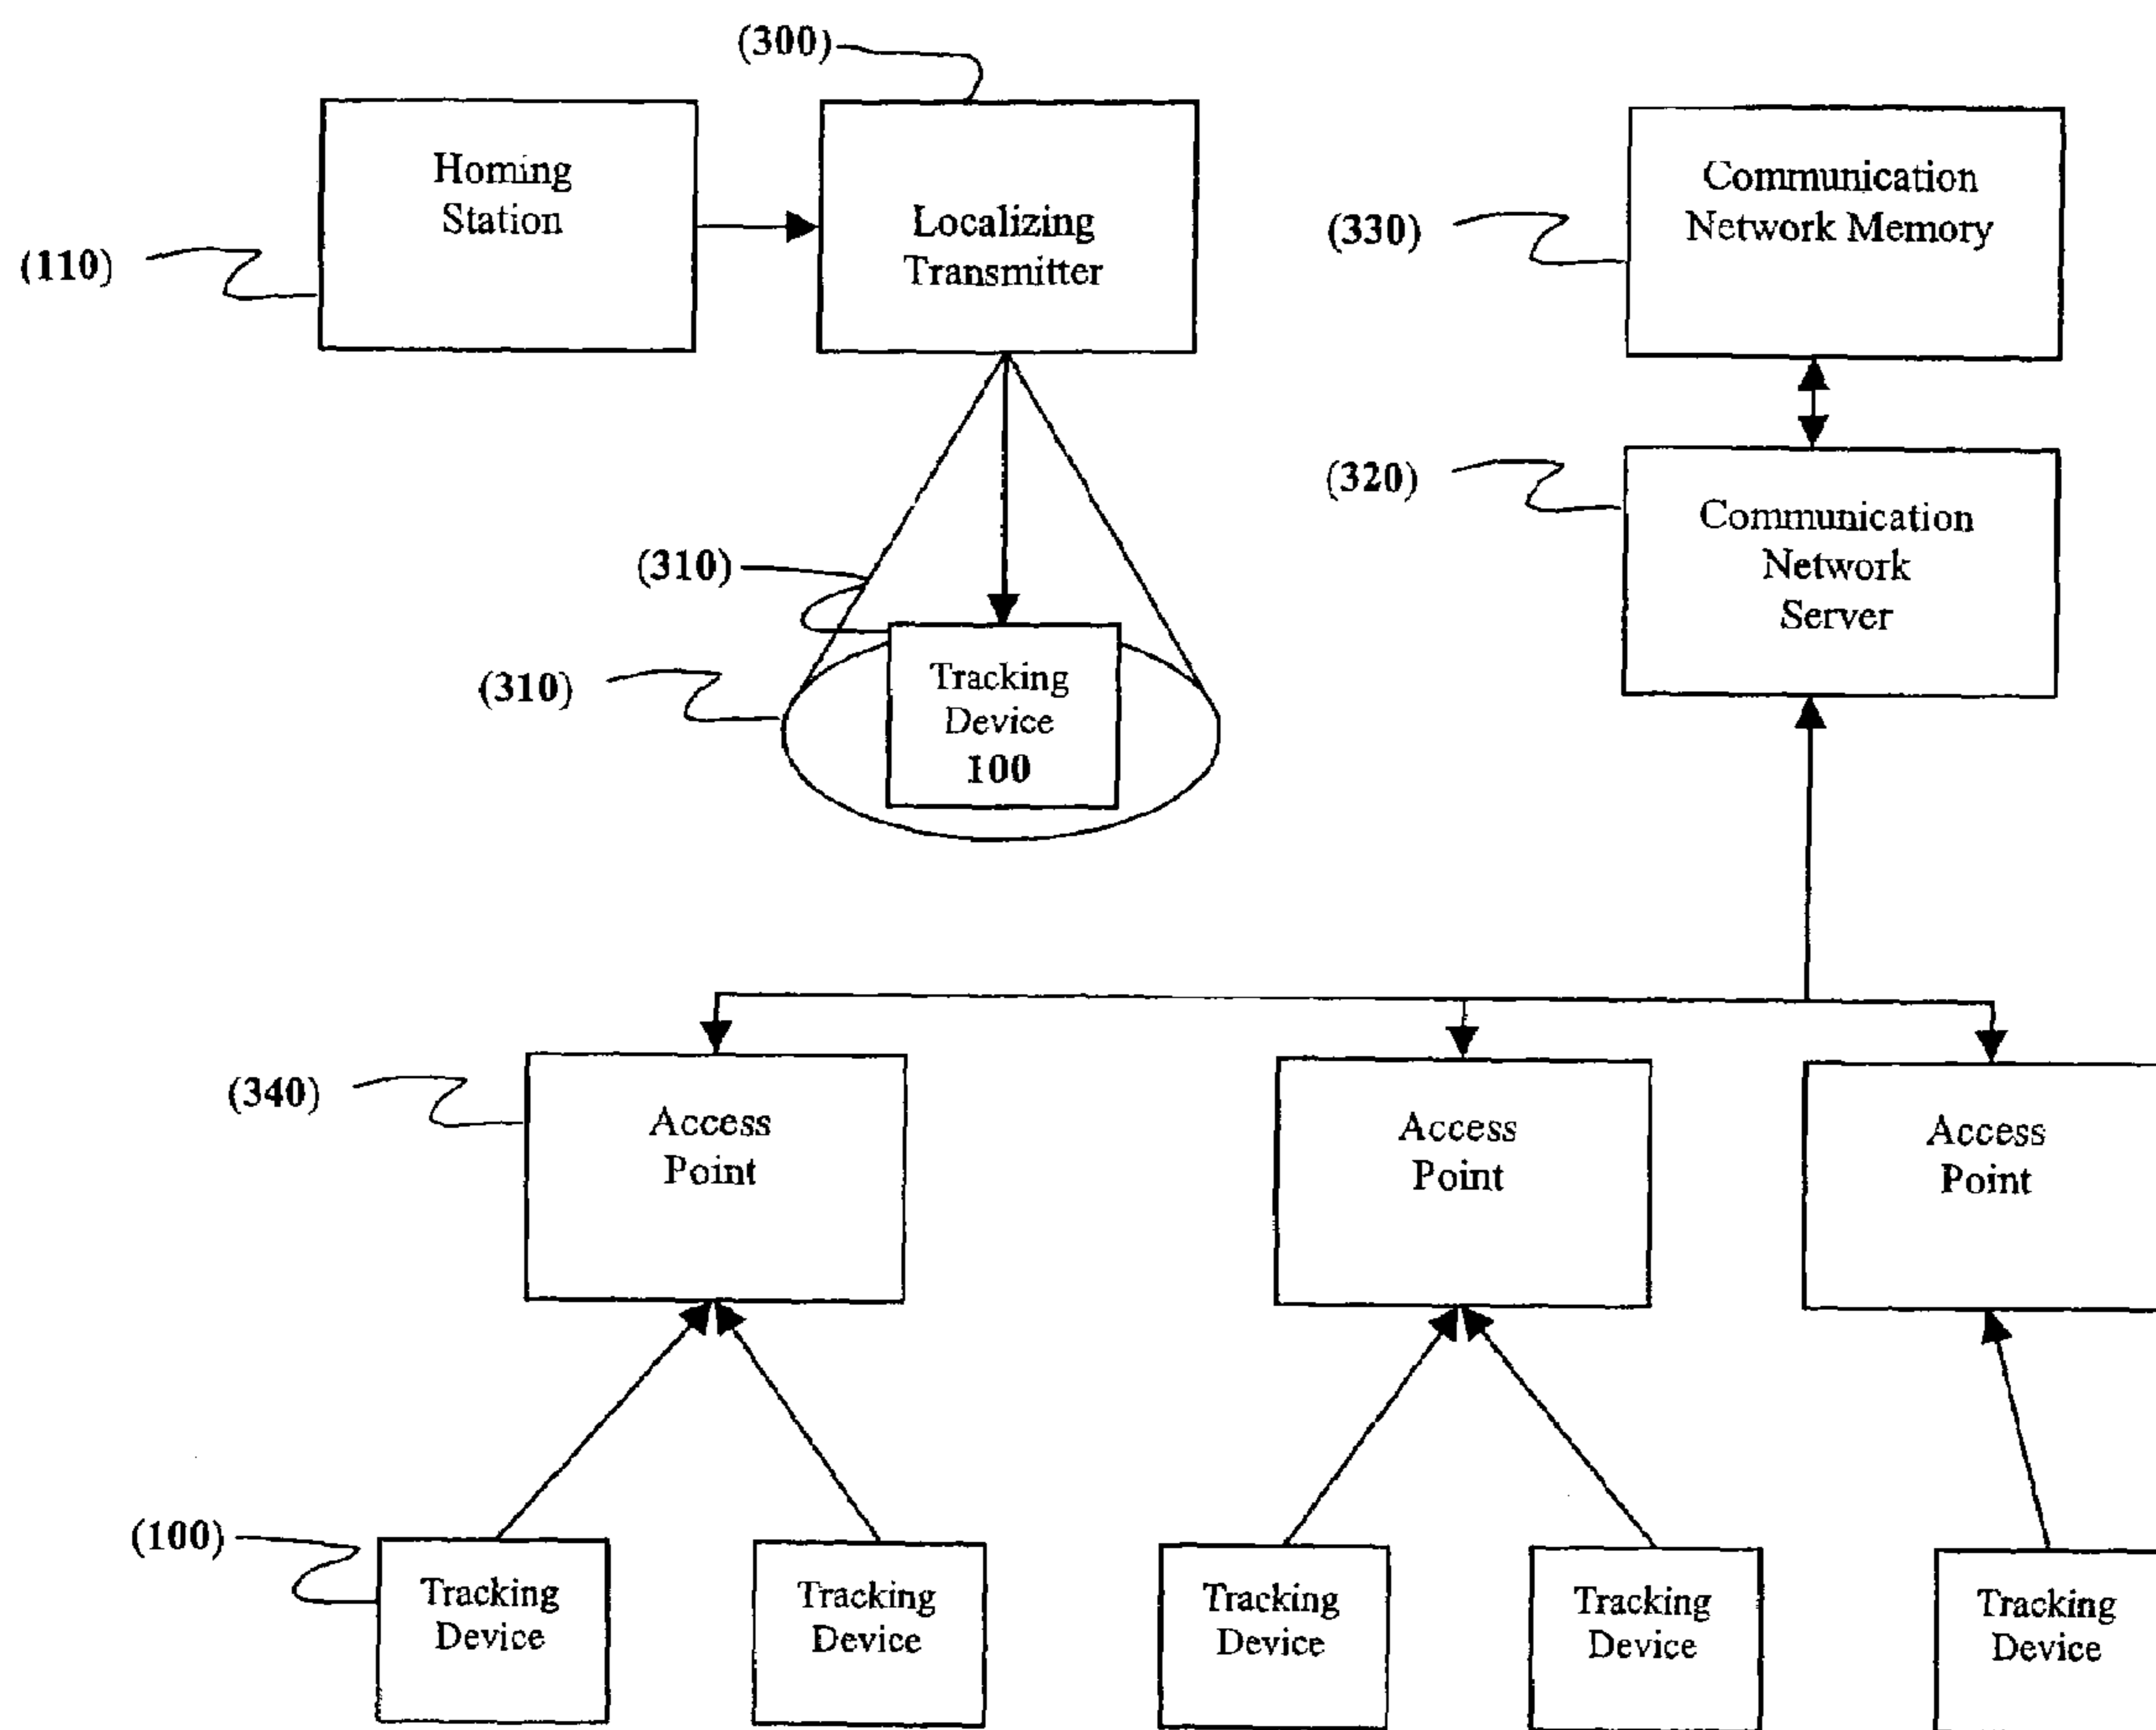 (300)
Homing
Station
Localizing
Transmitter
(110)
Communication
Network Memory
(330)
(320)
Communication
Network
Server
(310)
(310)
Tracking
Device
100
(340)
Access
Point
Access
Point
Access
Point
(100)
Tracking
Device
Tracking
Device
Tracking
Device
Tracking
Device
Tracking
Device